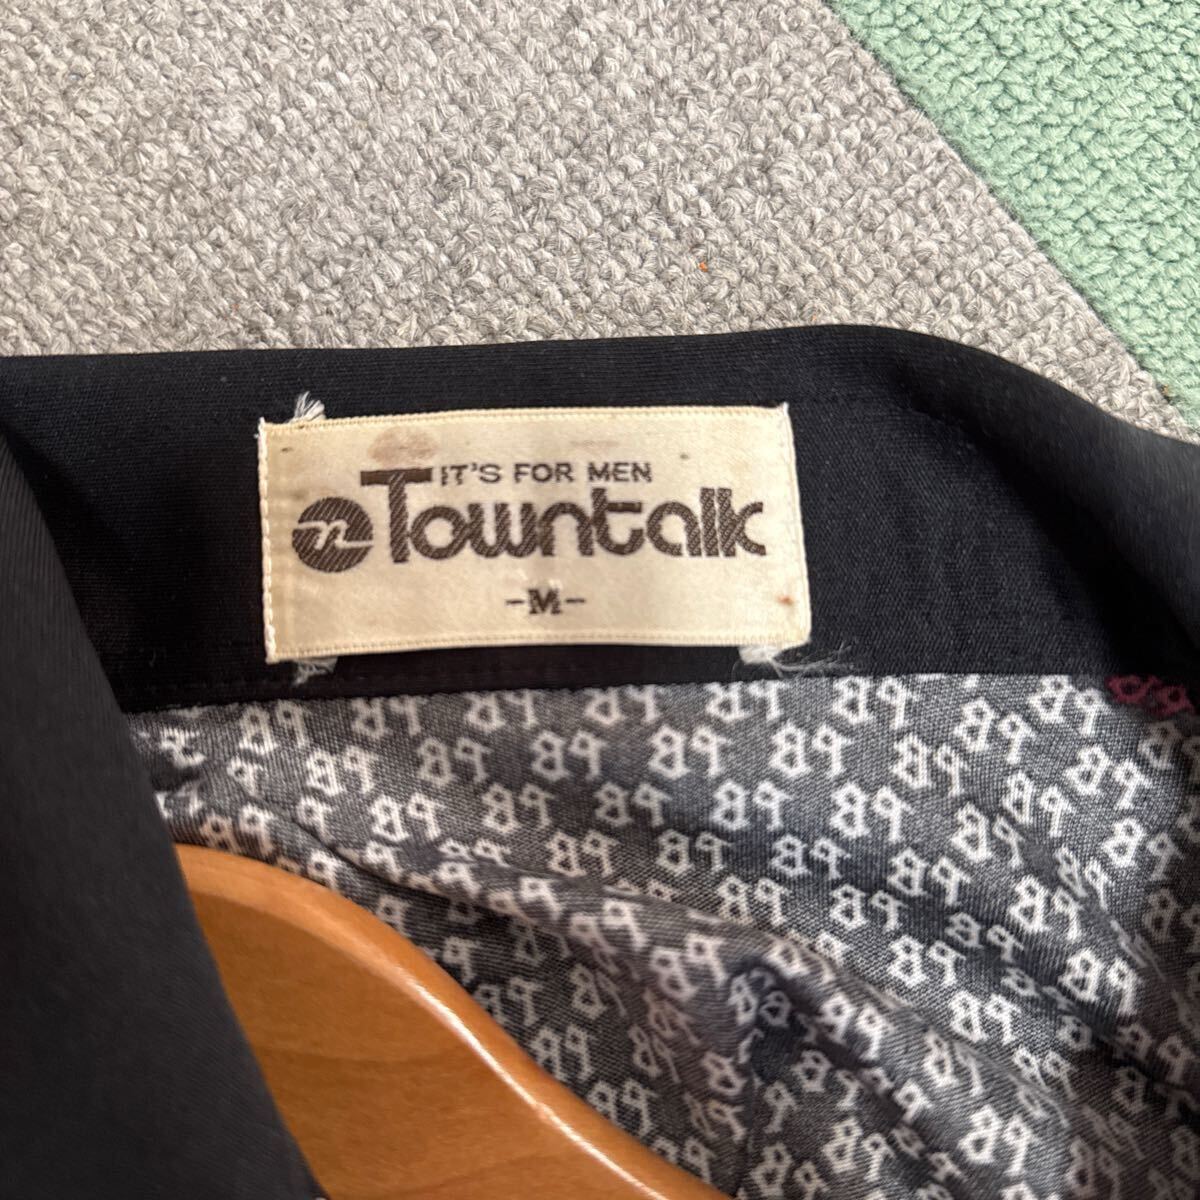 IT'S FOR MEN
n Towntalk
-M-